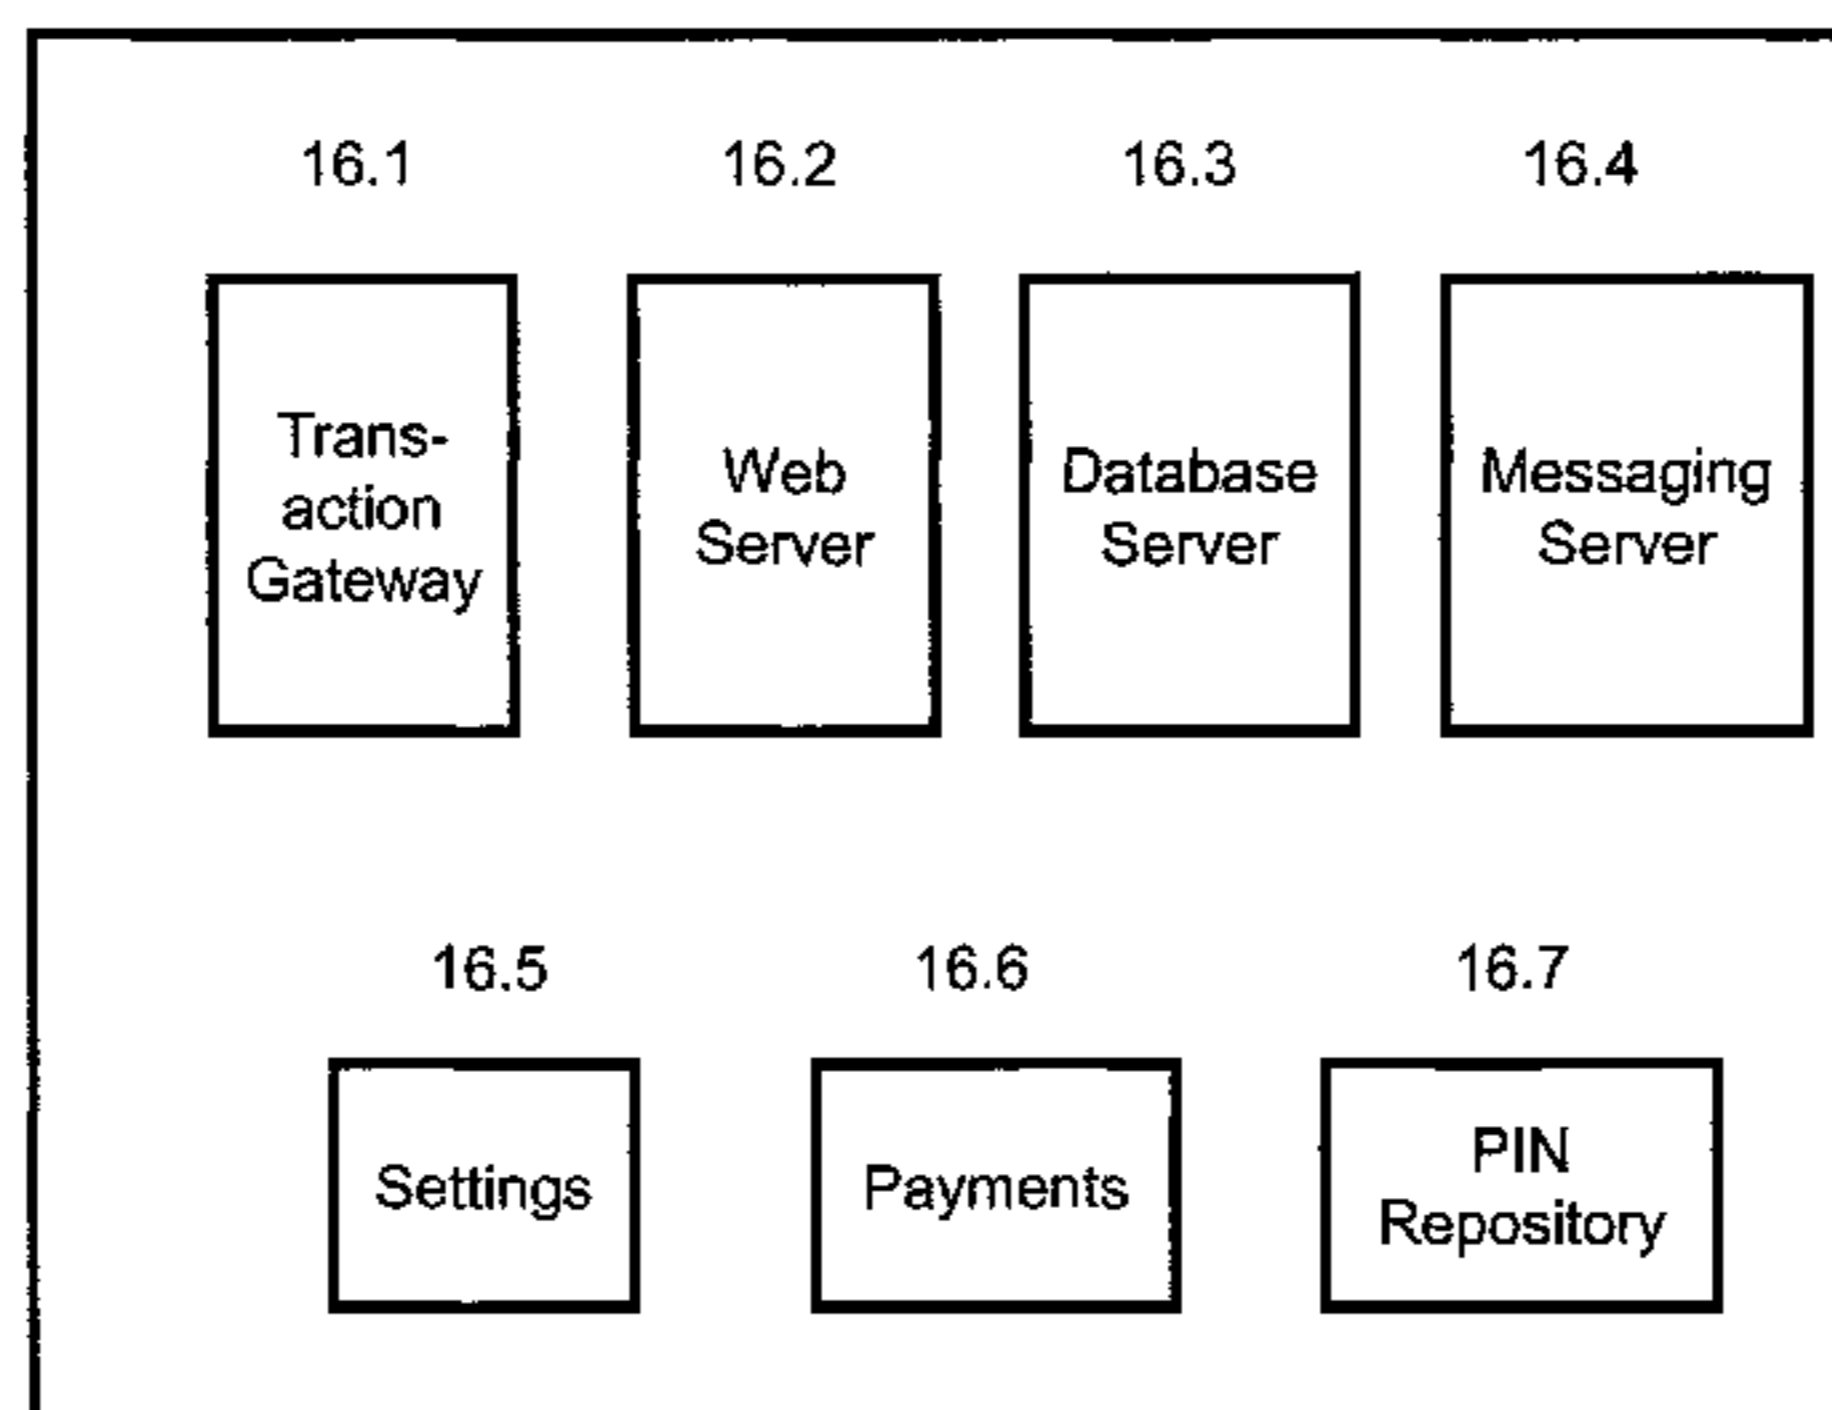 16.1 16.2 16.3 16.4
Trans-
action
Gateway
Web
Server
Database
Server
Messaging
Server
16.5 16.6 16.7
Settings
Payments
PIN
Repository